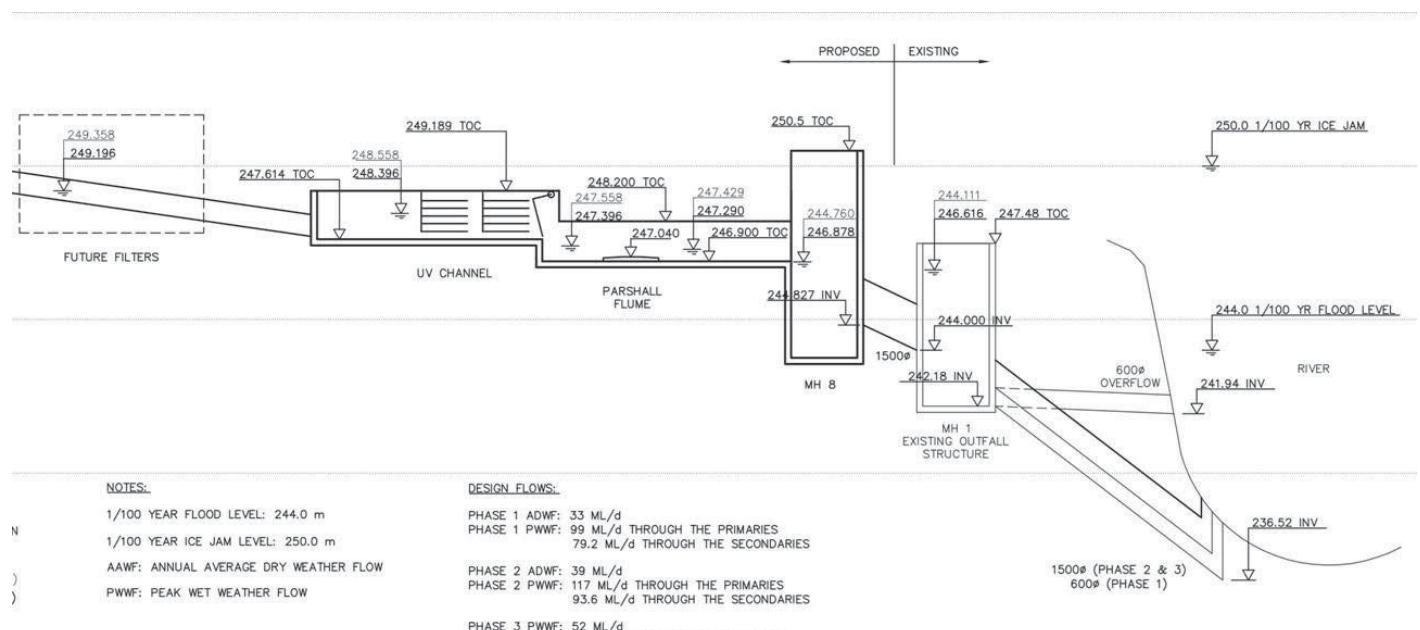 PROPOSED
EXISTING
249.358
249.196
FUTURE FILTERS
247.614 TOC
249.189 TOC
248.558
248.396
UV CHANNEL
248.200 TOC
247.558
247.396
247.040
247.429
247.290
246.900 TOC
PARSHALL
FLUME
250.5 TOC
244.760
246.878
244.827 INV
MH 8
1500ø
244.111
246.616
247.48 TOC
244.000 INV
242.18 INV
MH 1
EXISTING OUTFALL
STRUCTURE
250.0 1/100 YR ICE JAM
244.0 1/100 YR FLOOD LEVEL
RIVER
600ø
OVERFLOW
241.94 INV
236.52 INV
1500ø (PHASE 2 & 3)
600ø (PHASE 1)
NOTES:
1/100 YEAR FLOOD LEVEL: 244.0 m
1/100 YEAR ICE JAM LEVEL: 250.0 m
AAWF: ANNUAL AVERAGE DRY WEATHER FLOW
PWWF: PEAK WET WEATHER FLOW
DESIGN FLOWS:
PHASE 1 ADWF: 33 ML/d
PHASE 1 PWWF: 99 ML/d THROUGH THE PRIMARIES
79.2 ML/d THROUGH THE SECONDARIES
PHASE 2 ADWF: 39 ML/d
PHASE 2 PWWF: 117 ML/d THROUGH THE PRIMARIES
93.6 ML/d THROUGH THE SECONDARIES
PHASE 3 PWWF: 52 ML/d